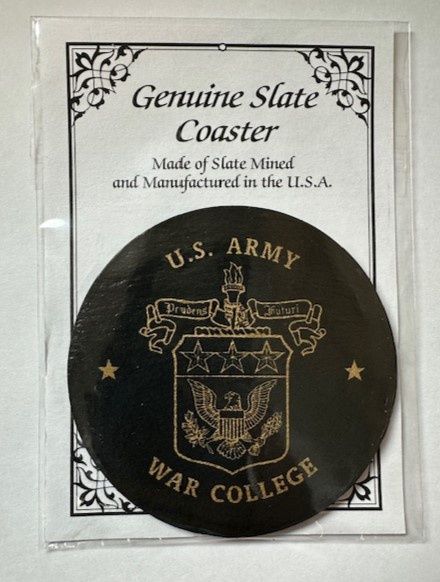 Genuine Slate
Coaster
Made of Slate Mined
and Manufactured in the U.S.A.
U.S. ARMY
Prudens Futuri
WAR COLLEGE